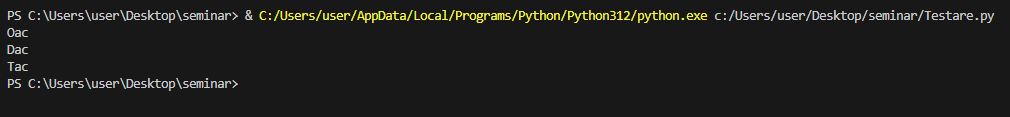 PS C:\Users\user\Desktop\seminar> & C:/Users/user/AppData/Local/Programs/Python/Python312/python.exe c:/Users/user/Desktop/seminar/Testare.py
Oac
Dac
Tac
PS C:\Users\user\Desktop\seminar>